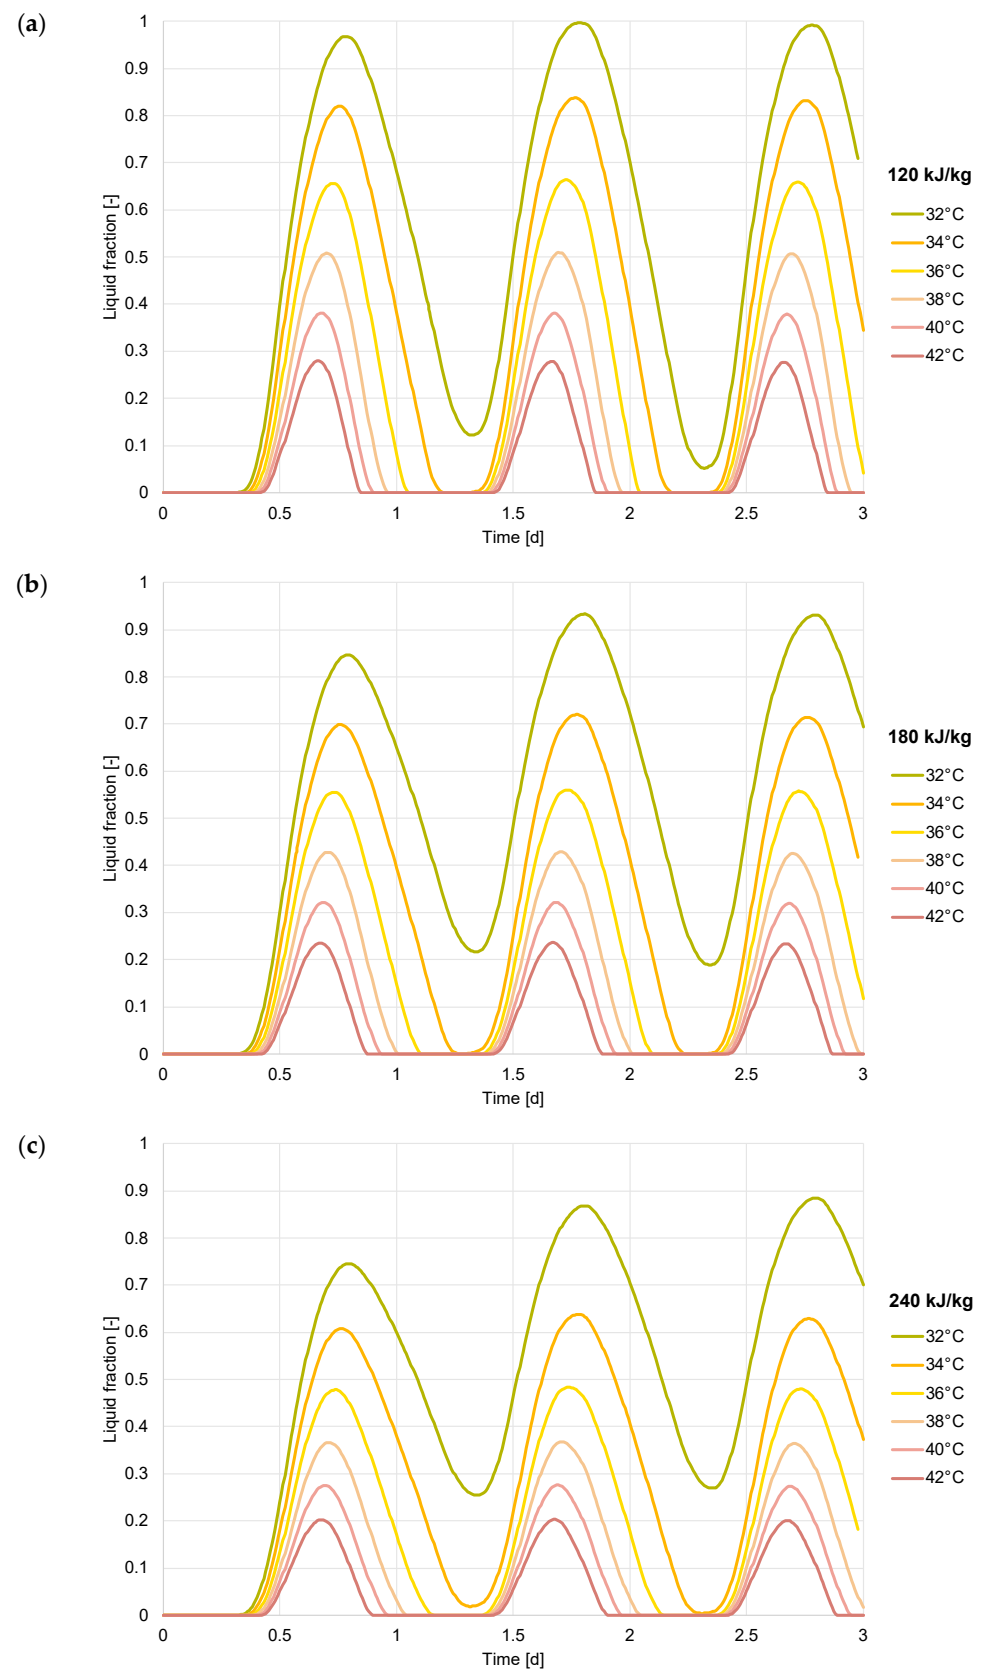 (a)
1
0.9
0.8
0.7
0.6
0.5
0.4
0.3
0.2
0.1
0
Liquid fraction [-]
0 0.5 1 1.5 2 2.5 3
Time [d]
120 kJ/kg
32°C
34°C
36°C
38°C
40°C
42°C
(b)
1
0.9
0.8
0.7
0.6
0.5
0.4
0.3
0.2
0.1
0
Liquid fraction [-]
0 0.5 1 1.5 2 2.5 3
Time [d]
180 kJ/kg
32°C
34°C
36°C
38°C
40°C
42°C
(c)
1
0.9
0.8
0.7
0.6
0.5
0.4
0.3
0.2
0.1
0
Liquid fraction [-]
0 0.5 1 1.5 2 2.5 3
Time [d]
240 kJ/kg
32°C
34°C
36°C
38°C
40°C
42°C